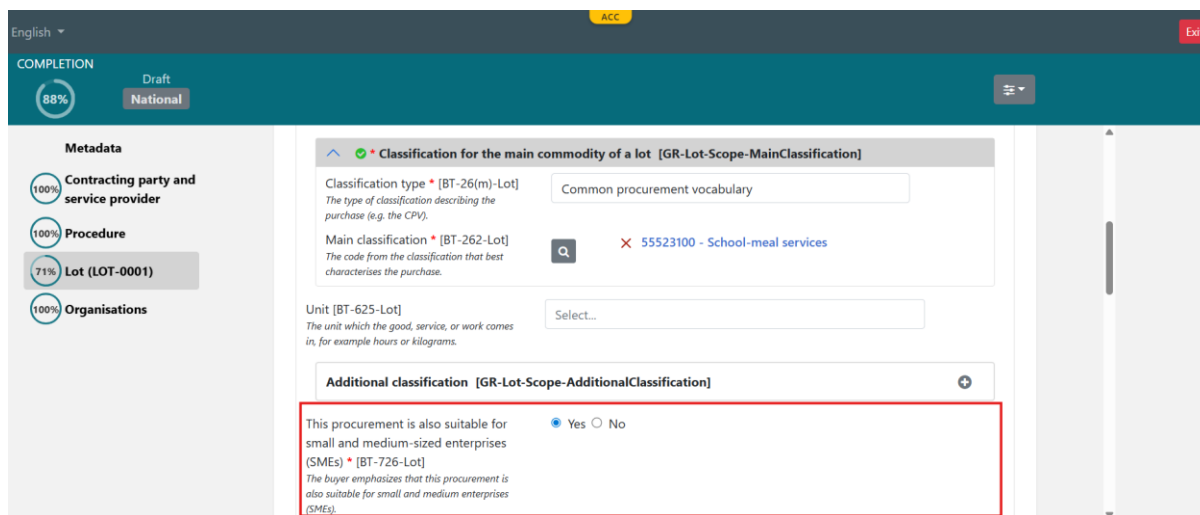 ACC
English
Exi
COMPLETION
88%
Draft
National
Metadata
100%
Contracting party and
service provider
100%
Procedure
71%
Lot (LOT-0001)
100%
Organisations
* Classification for the main commodity of a lot [GR-Lot-Scope-MainClassification]
Classification type * [BT-26(m)-Lot]
The type of classification describing the
purchase (e.g. the CPV).
Common procurement vocabulary
Main classification * [BT-262-Lot]
The code from the classification that best
characterises the purchase.
55523100 - School-meal services
Unit [BT-625-Lot]
The unit which the good, service, or work comes
in, for example hours or kilograms.
Select...
Additional classification [GR-Lot-Scope-AdditionalClassification]
This procurement is also suitable for
small and medium-sized enterprises
(SMEs) * [BT-726-Lot]
The buyer emphasizes that this procurement is
also suitable for small and medium enterprises
(SMEs).
Yes No